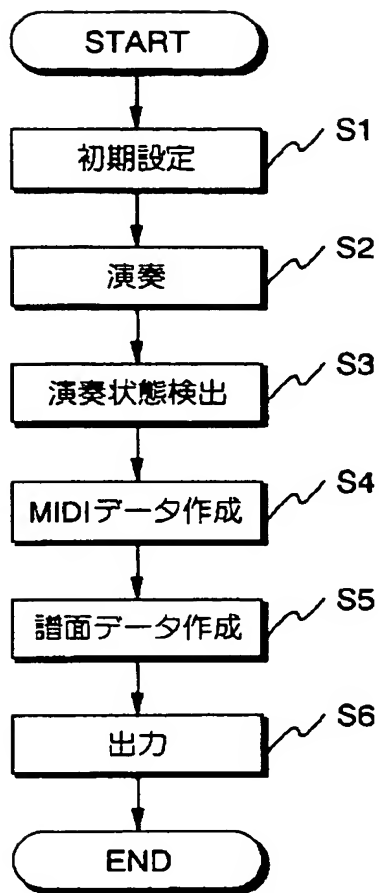 START
初期設定
S1
演奏
S2
演奏状態検出
S3
MIDIデータ作成
S4
譜面データ作成
S5
出力
S6
END